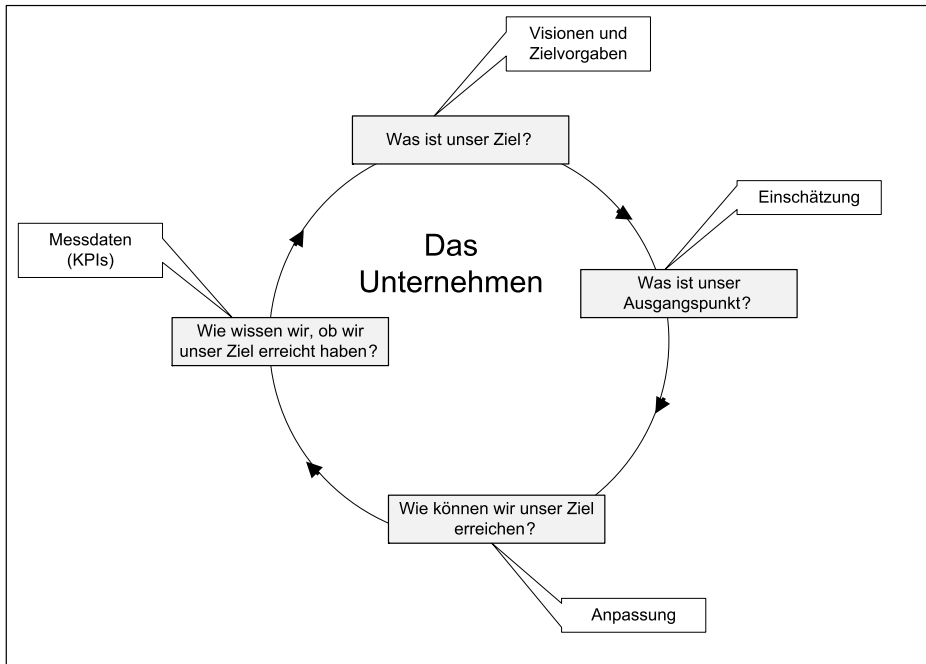 Visionen und
Zielvorgaben
Was ist unser Ziel?
Einschätzung
Messdaten
(KPIs)
Das
Unternehmen
Was ist unser
Ausgangspunkt?
Wie wissen wir, ob wir
unser Ziel erreicht haben?
Wie können wir unser Ziel
erreichen?
Anpassung